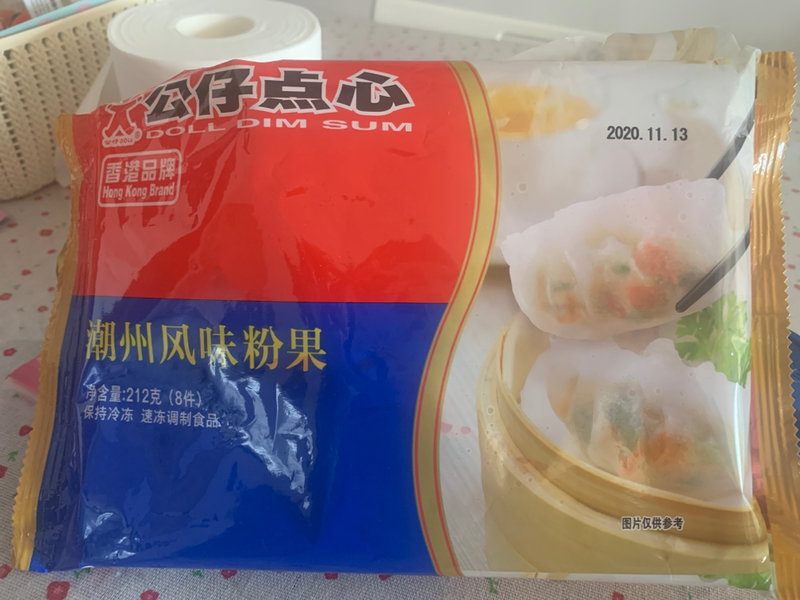 公仔点心
DOLL DIM SUM
香港品牌
Hong Kong Brand
2020.11.13
潮州风味粉果
净含量:212克(8件)
保持冷冻 速冻调制食品
图片仅供参考